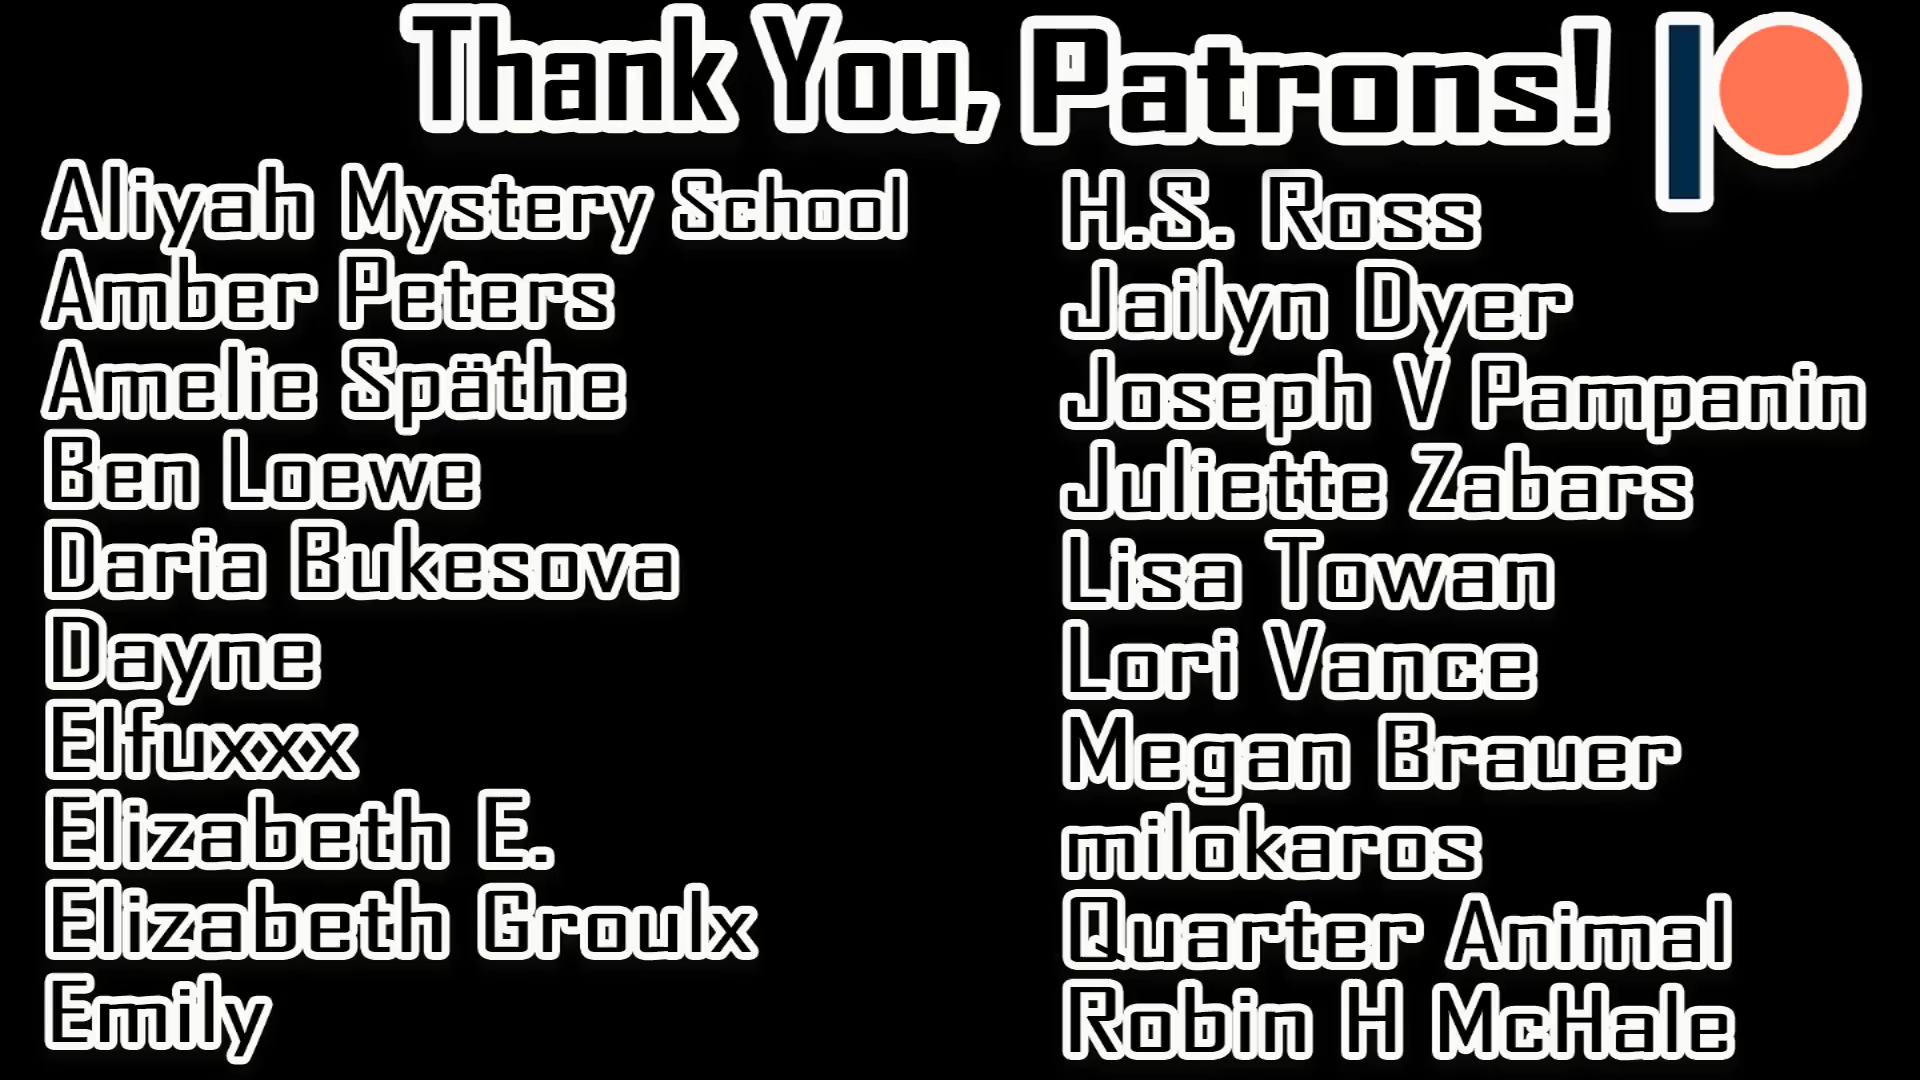 Thank You, Patrons!
Aliyah Mystery School
Amber Peters
Amelie Späthe
Ben Loewe
Daria Bukesova
Dayne
Elfuxxx
Elizabeth E.
Elizabeth Groulx
Emily
H.S. Ross
Jailyn Dyer
Joseph V Pampanin
Juliette Zabars
Lisa Towan
Lori Vance
Megan Brauer
milokaros
Quarter Animal
Robin H McHale